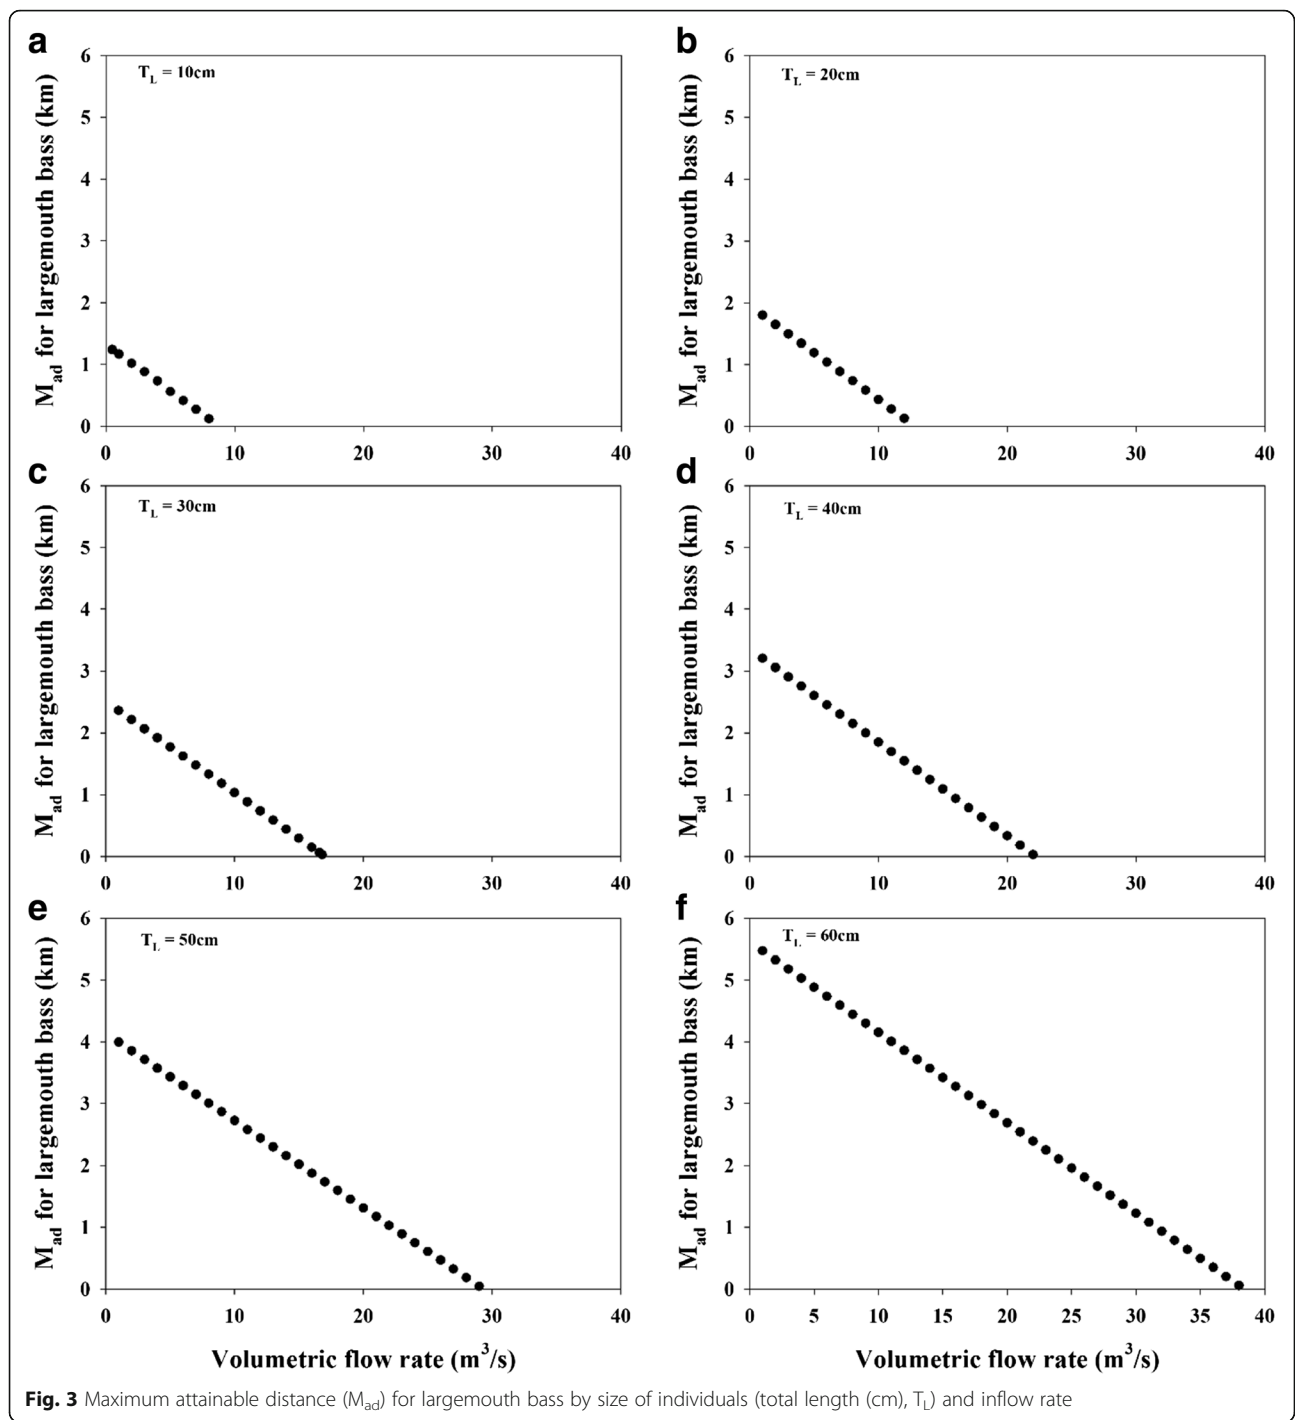 a
T_L = 10cm
M_ad for largemouth bass (km)
6
5
4
3
2
1
0
0 10 20 30 40
b
T_L = 20cm
M_ad for largemouth bass (km)
6
5
4
3
2
1
0
0 10 20 30 40
c
T_L = 30cm
M_ad for largemouth bass (km)
6
5
4
3
2
1
0
0 10 20 30 40
d
T_L = 40cm
M_ad for largemouth bass (km)
6
5
4
3
2
1
0
0 10 20 30 40
e
T_L = 50cm
M_ad for largemouth bass (km)
6
5
4
3
2
1
0
0 10 20 30 40
Volumetric flow rate (m³/s)
f
T_L = 60cm
M_ad for largemouth bass (km)
6
5
4
3
2
1
0
0 5 10 15 20 25 30 35 40
Volumetric flow rate (m³/s)
Fig. 3 Maximum attainable distance (M_ad) for largemouth bass by size of individuals (total length (cm), T_L) and inflow rate